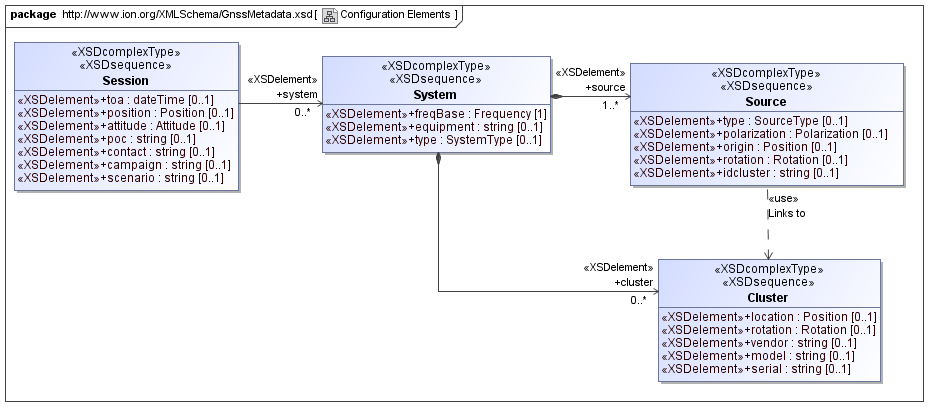 package http://www.ion.org/XMLSchema/GnssMetadata.xsd [ Configuration Elements ]
«XSDcomplexType»
«XSDsequence»
Session
«XSDelement»+toa : dateTime [0..1]
«XSDelement»+position : Position [0..1]
«XSDelement»+attitude : Attitude [0..1]
«XSDelement»+poc : string [0..1]
«XSDelement»+contact : string [0..1]
«XSDelement»+campaign : string [0..1]
«XSDelement»+scenario : string [0..1]
«XSDelement»
+system
0..*
«XSDcomplexType»
«XSDsequence»
System
«XSDelement»+freqBase : Frequency [1]
«XSDelement»+equipment : string [0..1]
«XSDelement»+type : SystemType [0..1]
«XSDelement»
+source
1..*
«XSDcomplexType»
«XSDsequence»
Source
«XSDelement»+type : SourceType [0..1]
«XSDelement»+polarization : Polarization [0..1]
«XSDelement»+origin : Position [0..1]
«XSDelement»+rotation : Rotation [0..1]
«XSDelement»+idcluster : string [0..1]
«use»
Links to
«XSDelement»
+cluster
0..*
«XSDcomplexType»
«XSDsequence»
Cluster
«XSDelement»+location : Position [0..1]
«XSDelement»+rotation : Rotation [0..1]
«XSDelement»+vendor : string [0..1]
«XSDelement»+model : string [0..1]
«XSDelement»+serial : string [0..1]